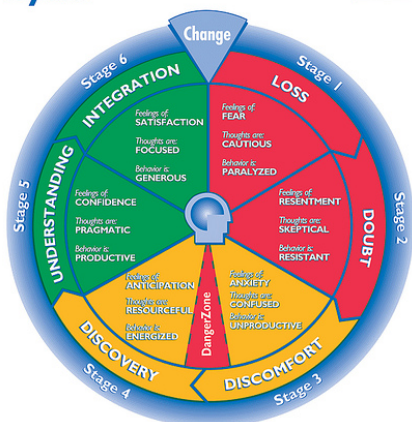 Change
Stage 1
LOSS
Feelings of:
FEAR
Thoughts are:
CAUTIOUS
Behavior is:
PARALYZED
Stage 2
DOUBT
Feelings of:
RESENTMENT
Thoughts are:
SKEPTICAL
Behavior is:
RESISTANT
Stage 3
DISCOMFORT
Feelings of:
ANXIETY
Thoughts are:
CONFUSED
Behavior is:
UNPRODUCTIVE
DangerZone
Stage 4
DISCOVERY
Feelings of:
ANTICIPATION
Thoughts are:
RESOURCEFUL
Behavior is:
ENERGIZED
Stage 5
UNDERSTANDING
Feelings of:
CONFIDENCE
Thoughts are:
PRAGMATIC
Behavior is:
PRODUCTIVE
Stage 6
INTEGRATION
Feelings of:
SATISFACTION
Thoughts are:
FOCUSED
Behavior is:
GENEROUS